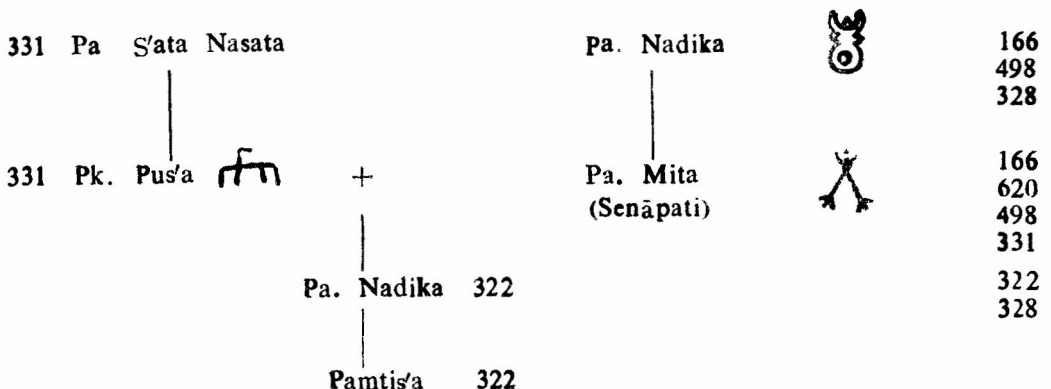 331 Pa S'ata Nasata Pa. Nadika 166
498
328
331 Pk. Pus'a + Pa. Mita 166
(Senāpati) 620
498
331
Pa. Nadika 322 322
328
Pamtis'a 322